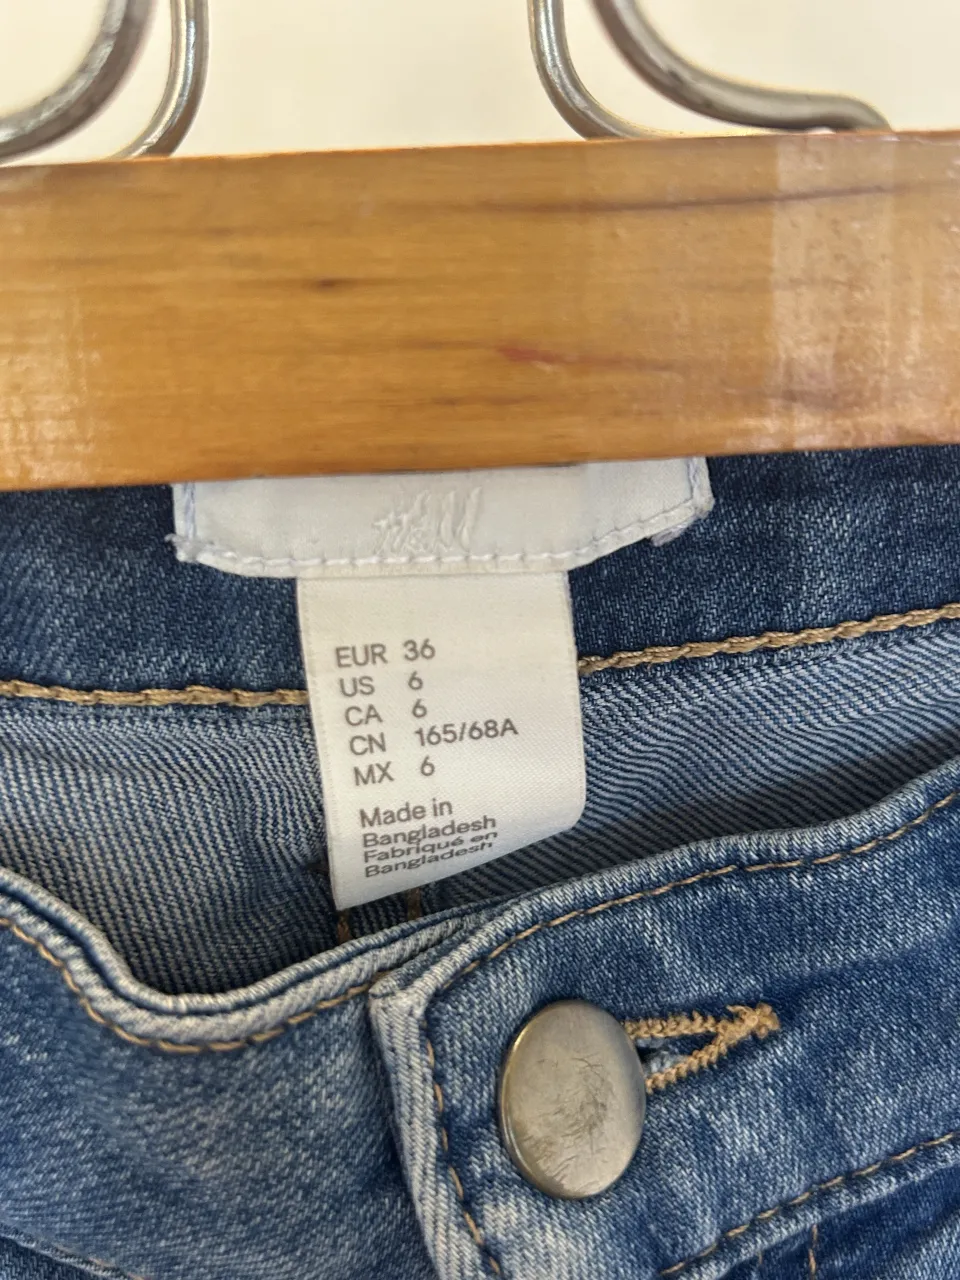 H&M
EUR 36
US 6
CA 6
CN 165/68A
MX 6
Made in
Bangladesh
Fabriqué en
Bangladesh